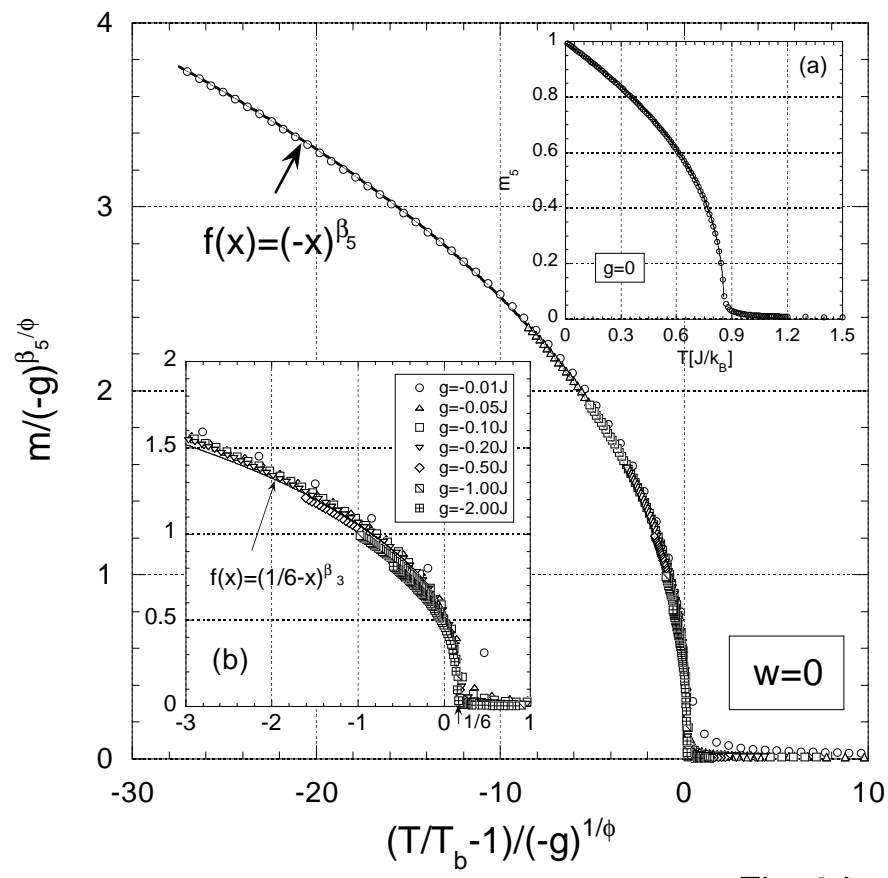 4
3
2
1
0
m/(-g)^β5/ϕ
-30
-20
-10
0
10
(T/T_b-1)/(-g)^1/ϕ
f(x)=(-x)^β5
w=0
(a)
1
0.8
0.6
0.4
0.2
0
m_5
g=0
0
0.3
0.6
0.9
1.2
1.5
T[J/k_B]
2
1.5
1
0.5
0
g=-0.01J
g=-0.05J
g=-0.10J
g=-0.20J
g=-0.50J
g=-1.00J
g=-2.00J
f(x)=(1/6-x)^β3
(b)
-3
-2
-1
0
1/6
1